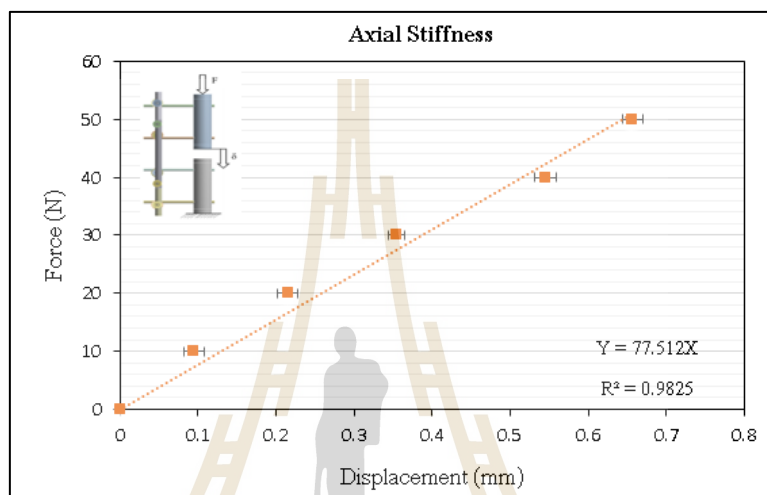 Axial Stiffness
60
50
40
30
20
10
0
Force (N)
F
δ
Y = 77.512X
R² = 0.9825
0 0.1 0.2 0.3 0.4 0.5 0.6 0.7 0.8
Displacement (mm)